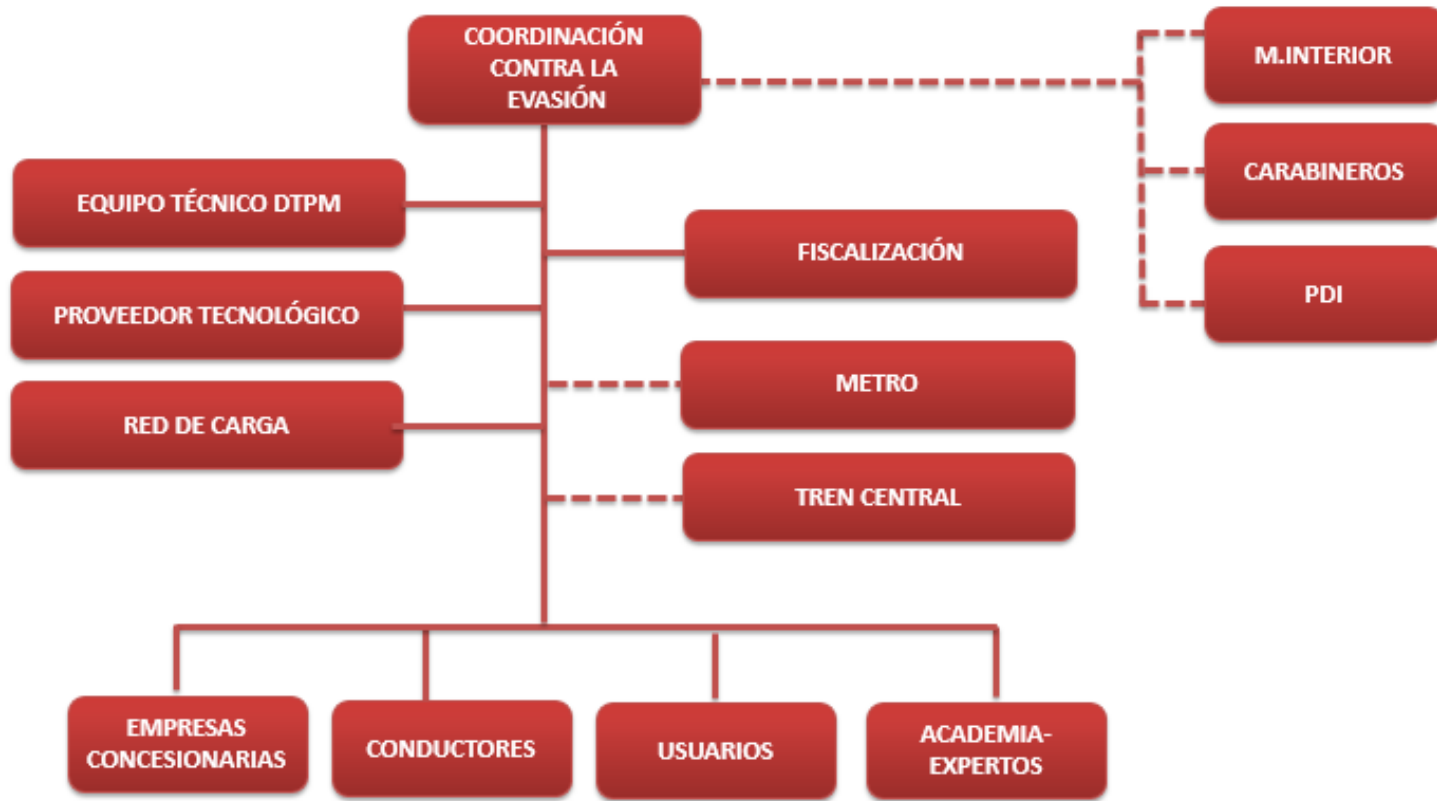 COORDINACIÓN
CONTRA LA
EVASIÓN
M.INTERIOR
CARABINEROS
PDI
EQUIPO TÉCNICO DTPM
FISCALIZACIÓN
PROVEEDOR TECNOLÓGICO
METRO
RED DE CARGA
TREN CENTRAL
EMPRESAS
CONCESIONARIAS
CONDUCTORES
USUARIOS
ACADEMIA-
EXPERTOS